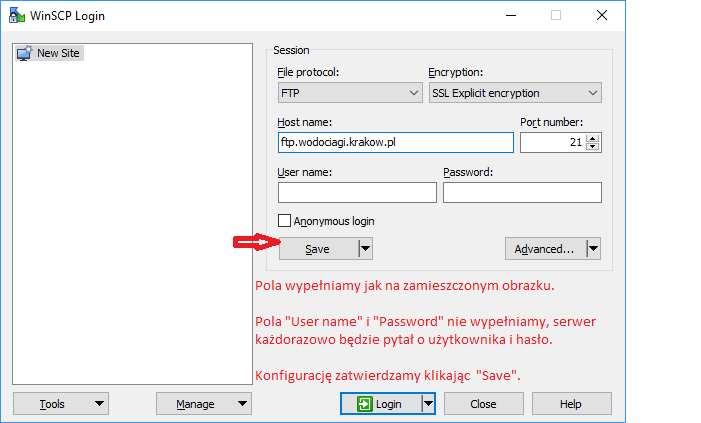 WinSCP Login
New Site
Session
File protocol:
Encryption:
FTP
SSL Explicit encryption
Host name:
Port number:
ftp.wodociagi.krakow.pl
21
User name:
Password:
Anonymous login
Save
Advanced...
Pola wypełniamy jak na zamieszczonym obrazku.
Pola "User name" i "Password" nie wypełniamy, serwer
każdorazowo będzie pytał o użytkownika i hasło.
Konfigurację zatwierdzamy klikając "Save".
Tools
Manage
Login
Close
Help